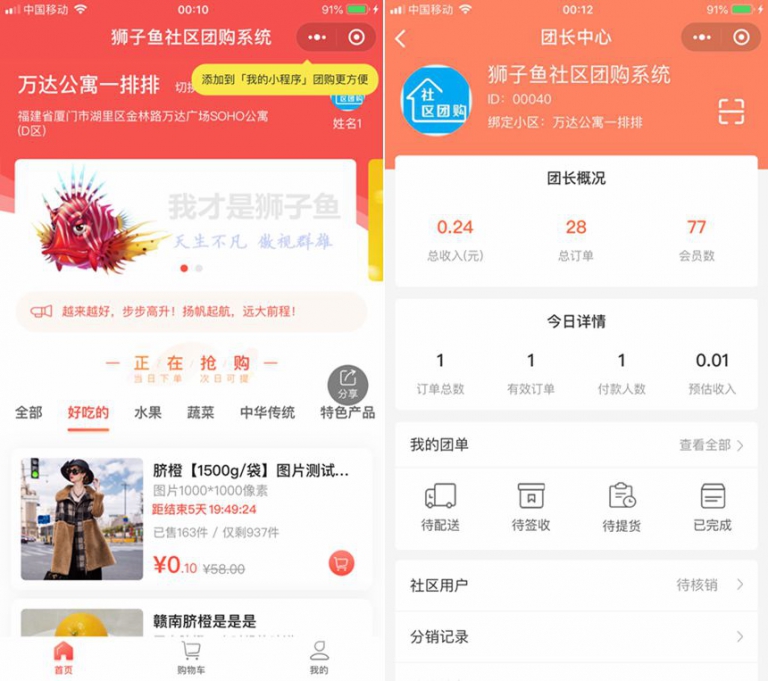 中国移动
00:10
91%
狮子鱼社区团购系统
万达公寓一排排
添加到「我的小程序」团购更方便
福建省厦门市湖里区金林路万达广场SOHO公寓
(D区)
区团购
姓名1
我才是狮子鱼
天生不凡 傲视群雄
越来越好，步步高升！扬帆起航，远大前程！
正 在 抢 购
当日下单 次日可提
分享
全部
好吃的
水果
蔬菜
中华传统
特色产品
脐橙【1500g/袋】图片测试...
图片1000*1000像素
距结束5天 19:49:24
已售163件 / 仅剩937件
¥0.10 ¥58.00
赣南脐橙是是是
首页
购物车
我的
中国移动
00:12
91%
团长中心
社
区团购
狮子鱼社区团购系统
ID：00040
绑定小区：万达公寓一排排
团长概况
0.24
28
77
总收入(元)
总订单
会员数
今日详情
1
1
1
0.01
订单总数
有效订单
付款人数
预估收入
我的团单
查看全部
待配送
待签收
待提货
已完成
社区用户
待核销
分销记录